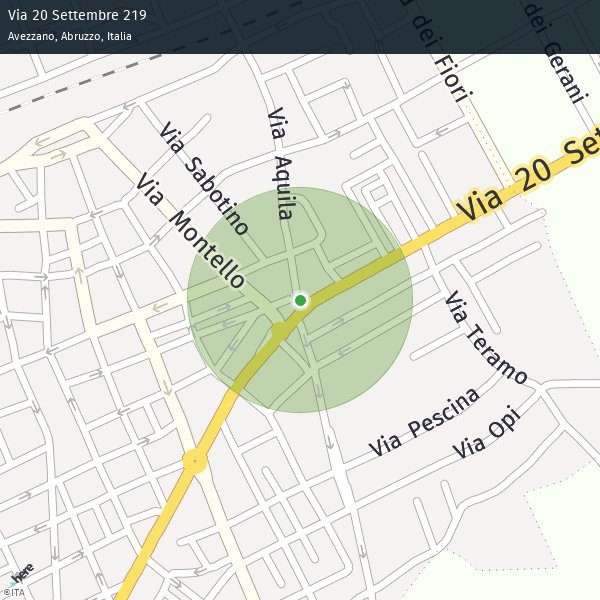 Via 20 Settembre 219
Avezzano, Abruzzo, Italia
dei Fiori
dei Gerani
Via Aquila
Via Sabotino
Via Montello
Via 20 Set
Via Teramo
Via Pescina
Via Opi
here
©ITA